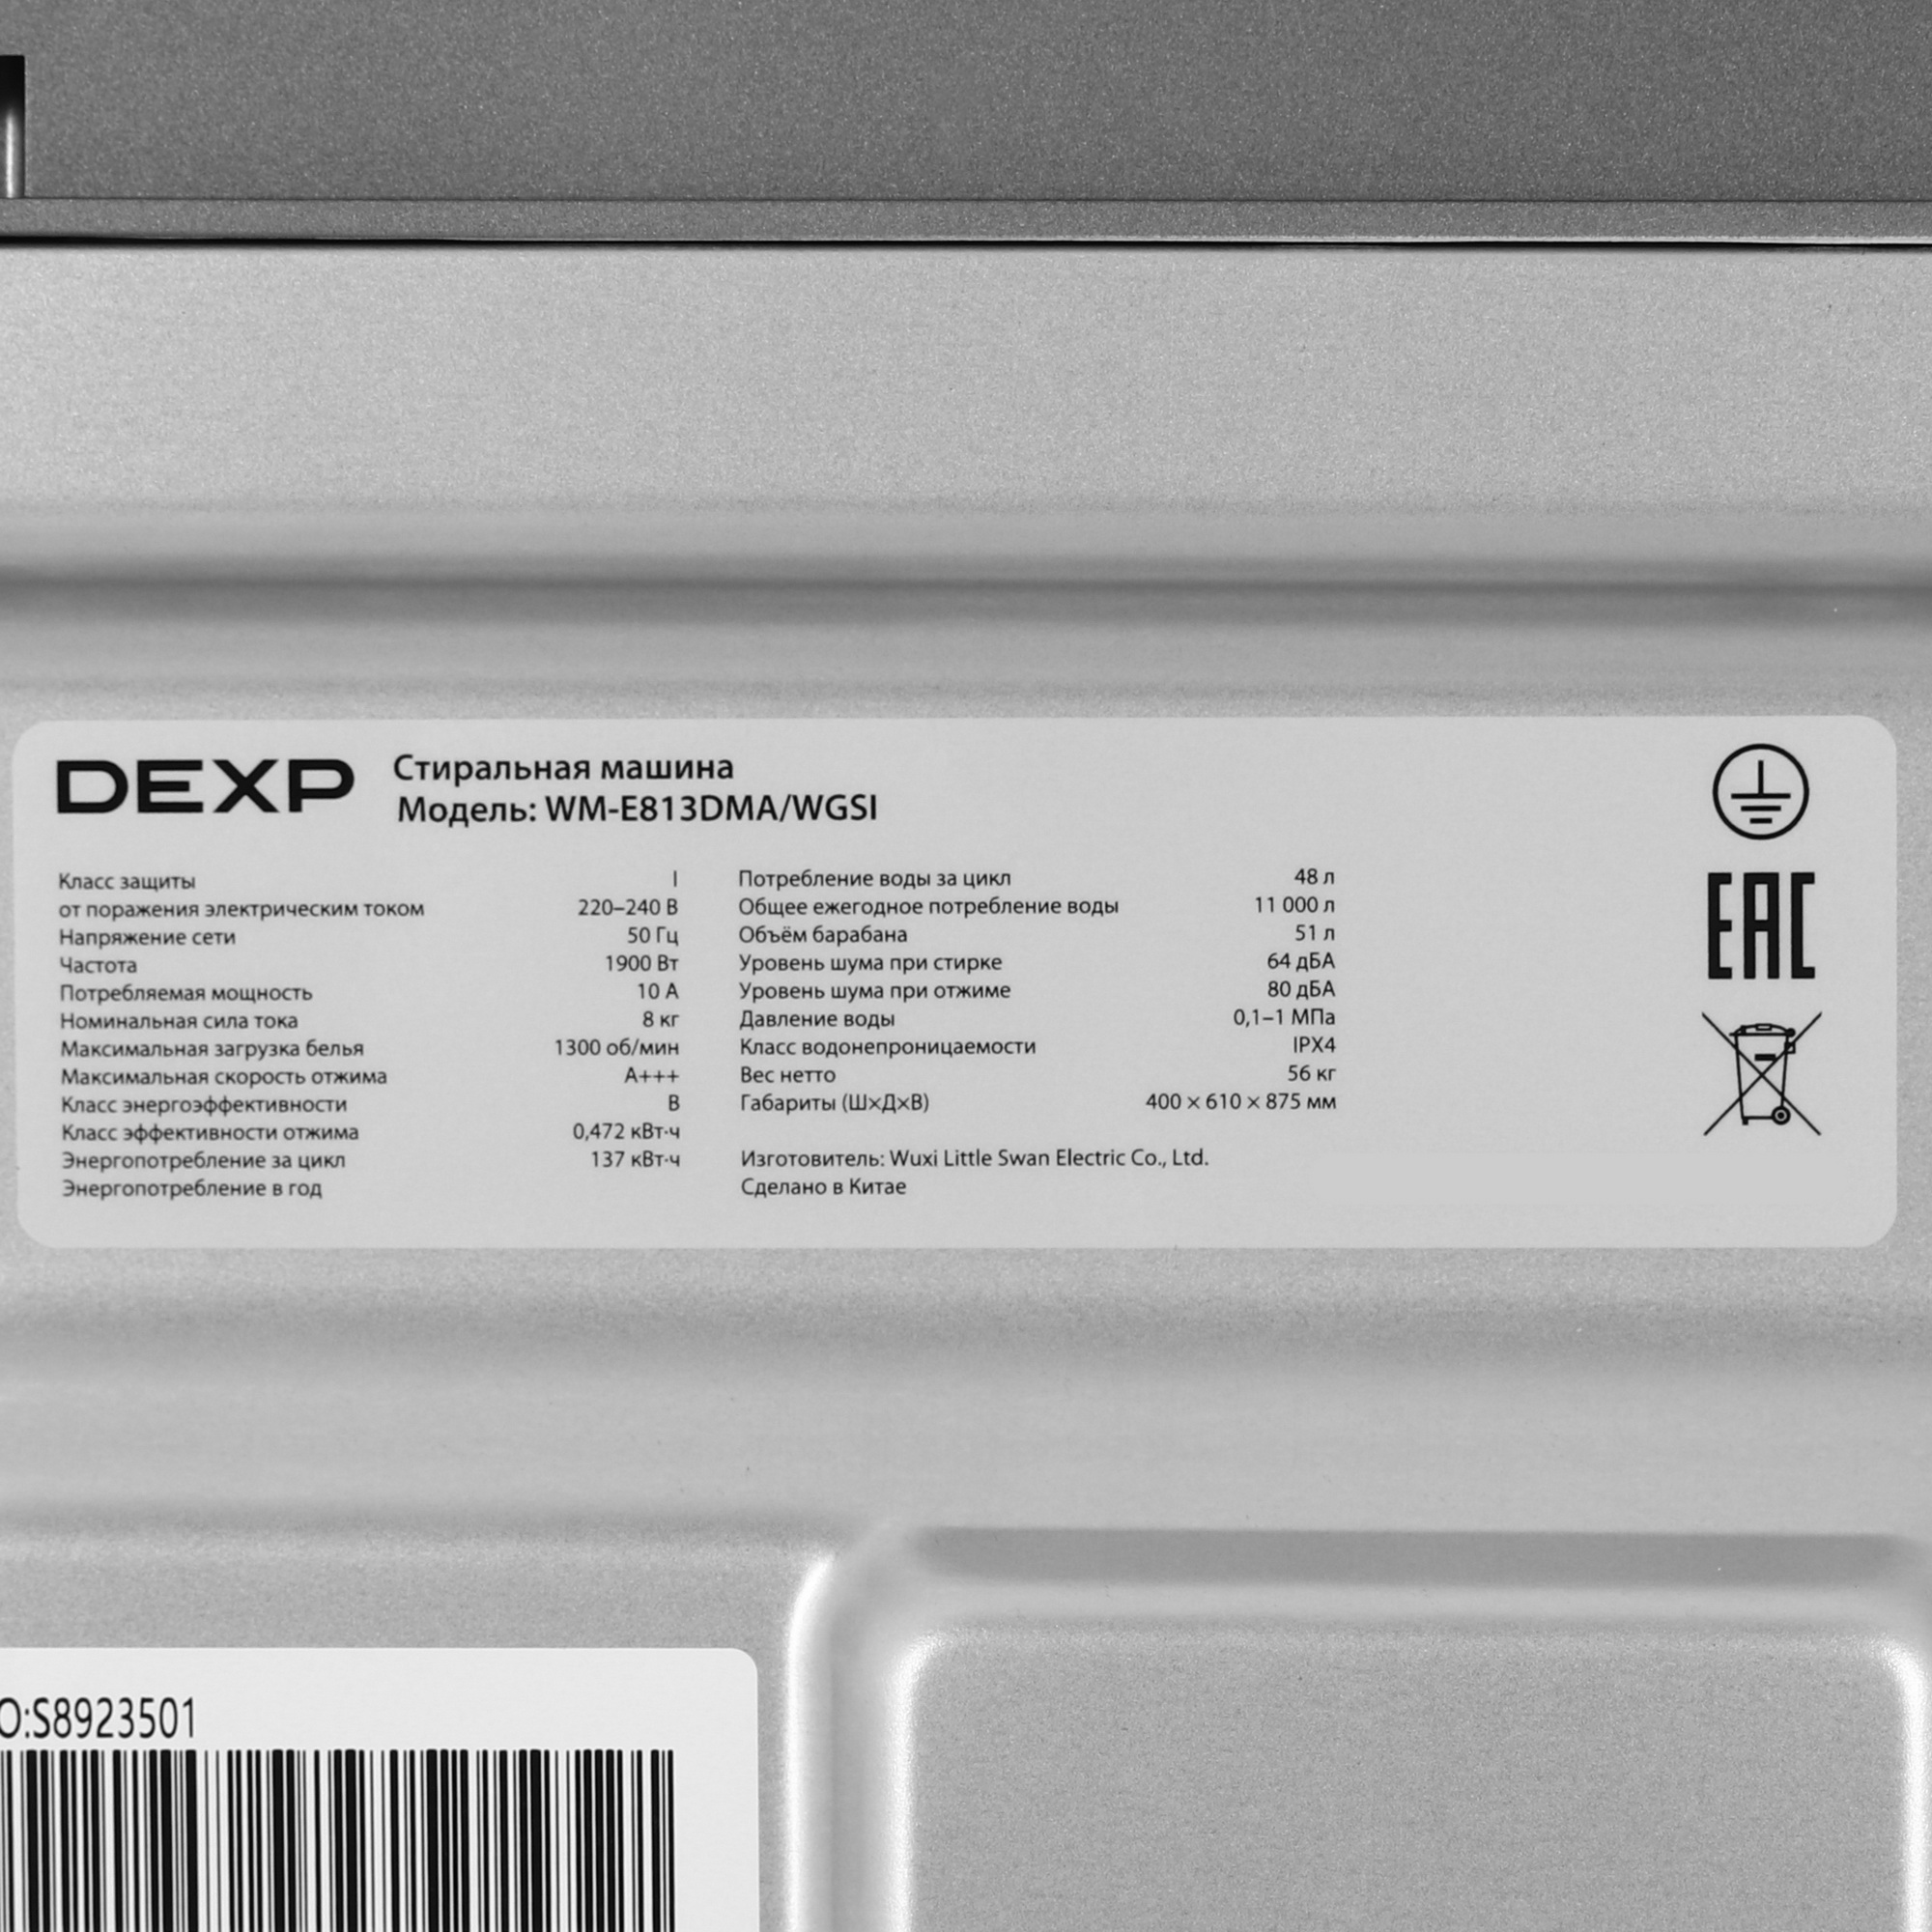 DEXP
Стиральная машина
Модель: WM-E813DMA/WGSI
Класс защиты I
от поражения электрическим током 220–240 В
Напряжение сети 50 Гц
Частота 1900 Вт
Потребляемая мощность 10 А
Номинальная сила тока 8 кг
Максимальная загрузка белья 1300 об/мин
Максимальная скорость отжима А+++
Класс энергоэффективности В
Класс эффективности отжима 0,472 кВт·ч
Энергопотребление за цикл 137 кВт·ч
Энергопотребление в год
Потребление воды за цикл 48 л
Общее ежегодное потребление воды 11 000 л
Объём барабана 51 л
Уровень шума при стирке 64 дБА
Уровень шума при отжиме 80 дБА
Давление воды 0,1–1 МПа
Класс водонепроницаемости IPX4
Вес нетто 56 кг
Габариты (Ш×Д×В) 400 × 610 × 875 мм
Изготовитель: Wuxi Little Swan Electric Co., Ltd.
Сделано в Китае
EAC
O:S8923501